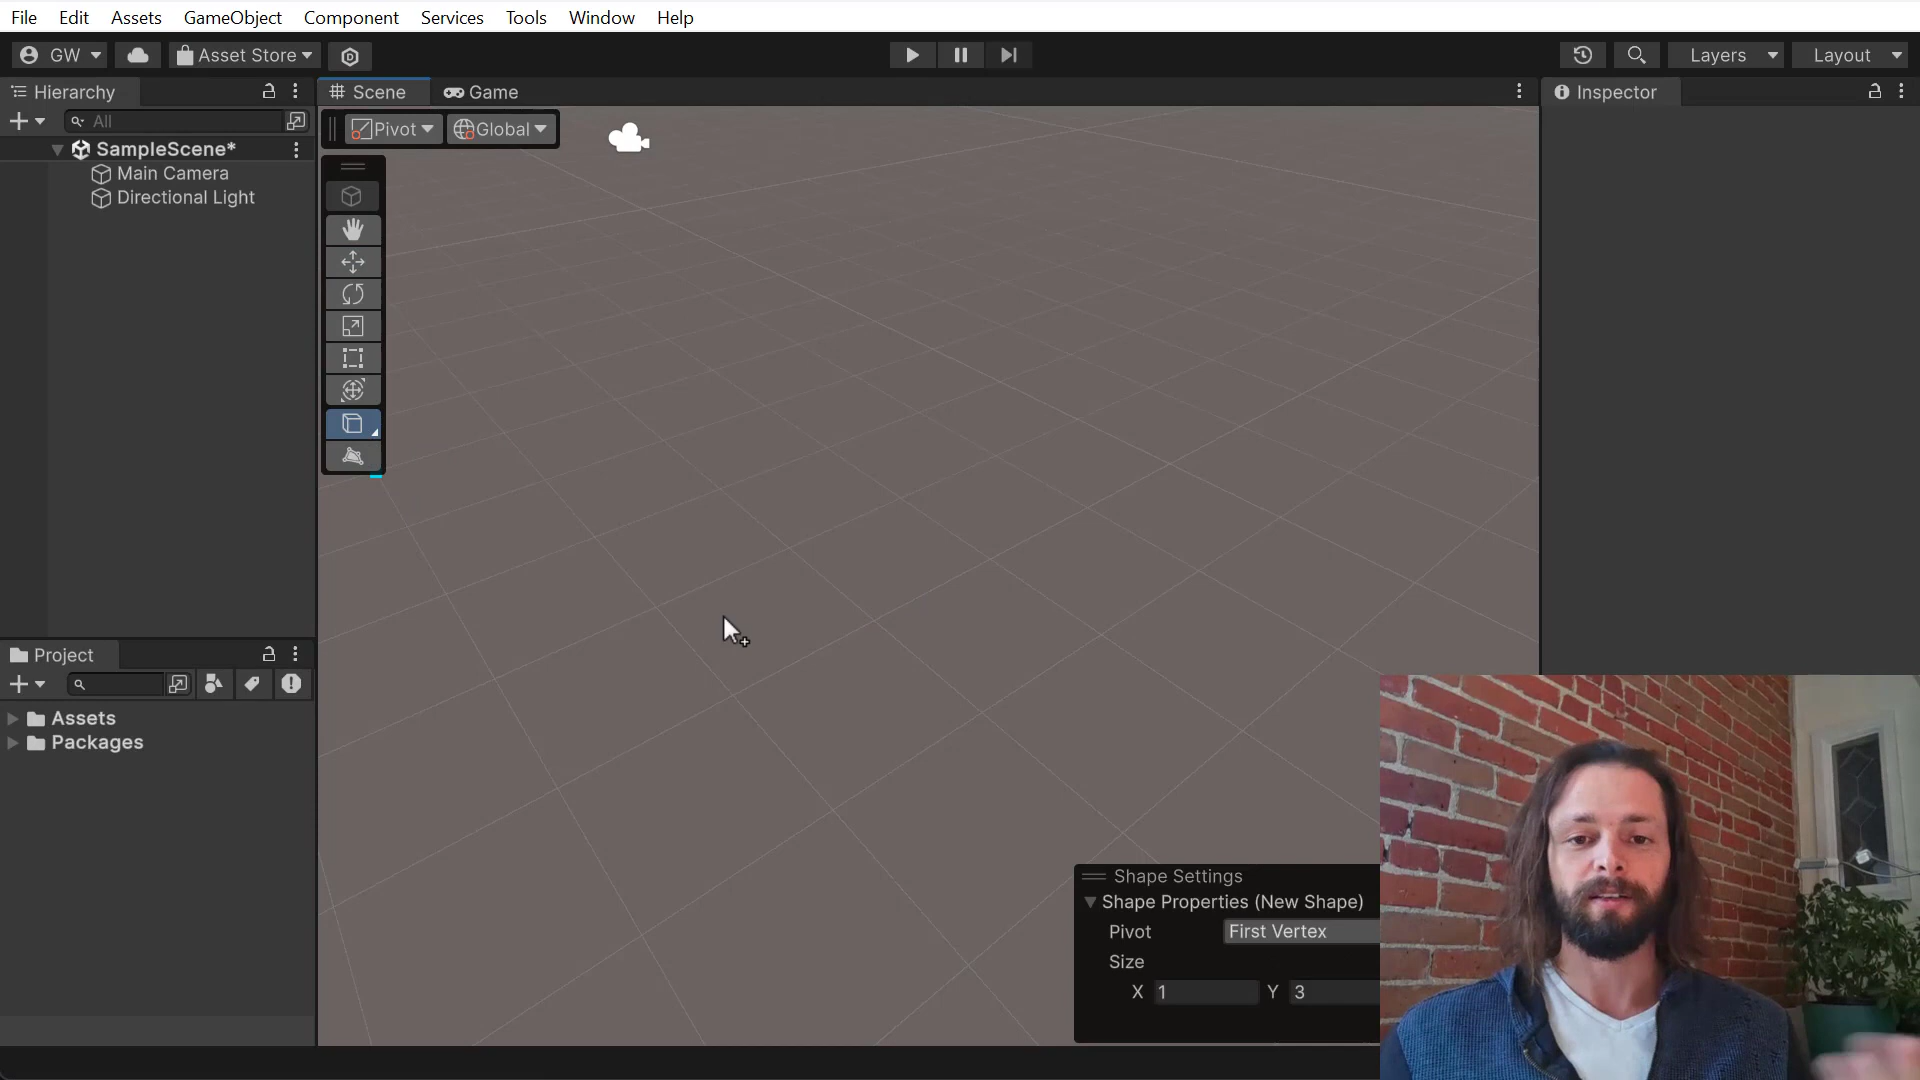 File Edit Assets GameObject Component Services Tools Window Help
GW Asset Store Layers Layout
Hierarchy Scene Game Inspector
All Pivot Global
SampleScene*
Main Camera
Directional Light
Project
Assets
Packages
Shape Settings
Shape Properties (New Shape)
Pivot First Vertex
Size
X 1 Y 3